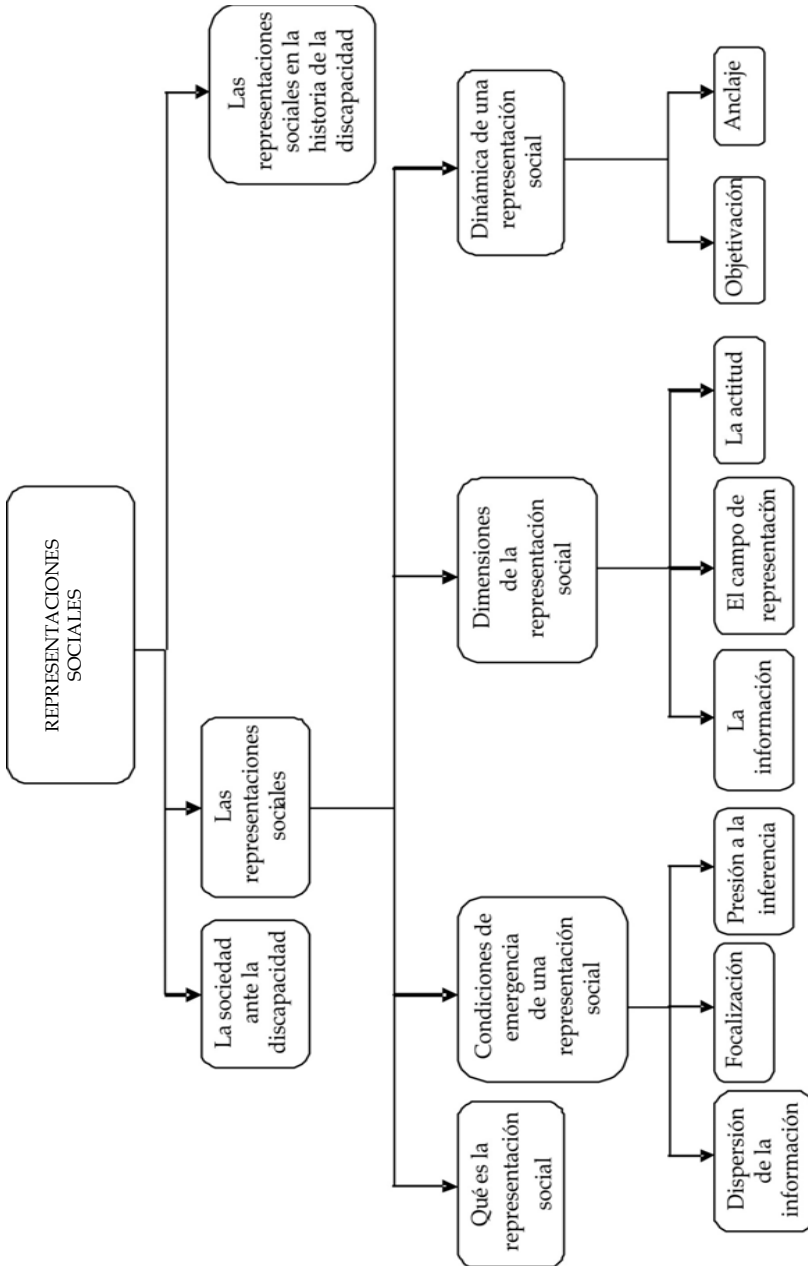 REPRESENTACIONES
SOCIALES
La sociedad
ante la
discapacidad
Las
representaciones
sociales
Las
representaciones
sociales en la
historia de la
discapacidad
Qué es la
representación
social
Condiciones de
emergencia
de una
representación
social
Dimensiones
de la
representación
social
Dinámica de una
representación
social
Dispersión
de la
información
Focalización
Presión a la
inferencia
La
información
El campo de
representación
La actitud
Objetivación
Anclaje